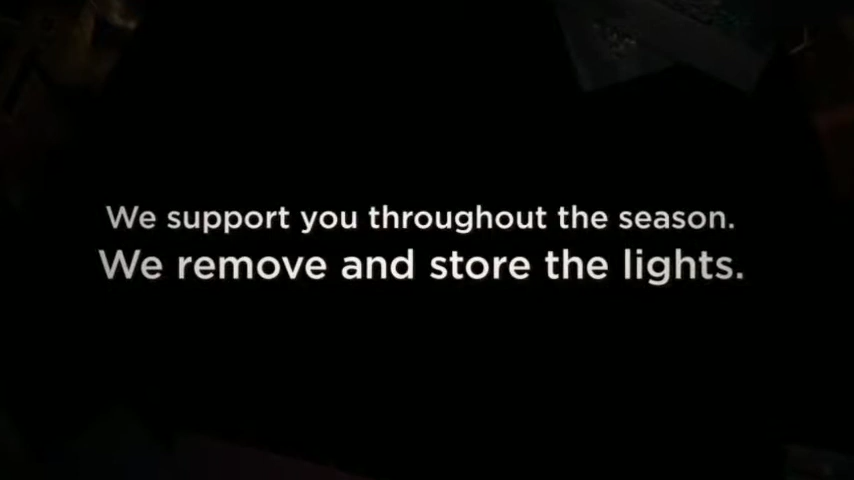 We support you throughout the season.
We remove and store the lights.